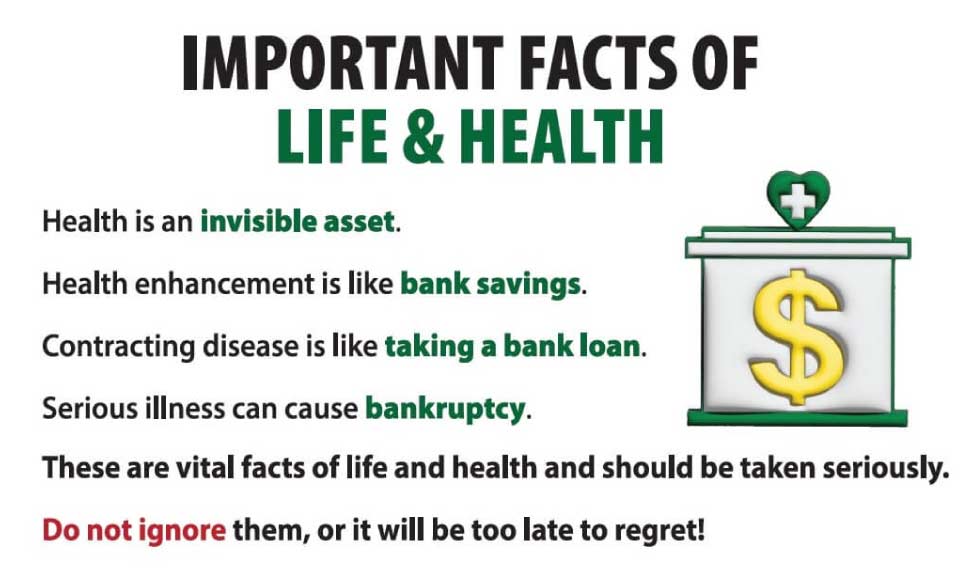 IMPORTANT FACTS OF
LIFE & HEALTH
Health is an invisible asset.
Health enhancement is like bank savings.
Contracting disease is like taking a bank loan.
Serious illness can cause bankruptcy.
These are vital facts of life and health and should be taken seriously.
Do not ignore them, or it will be too late to regret!
$